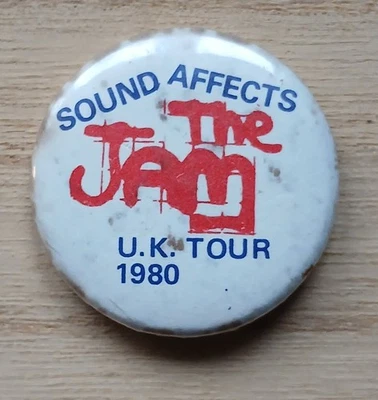 SOUND AFFECTS
The
JAM
U.K. TOUR
1980